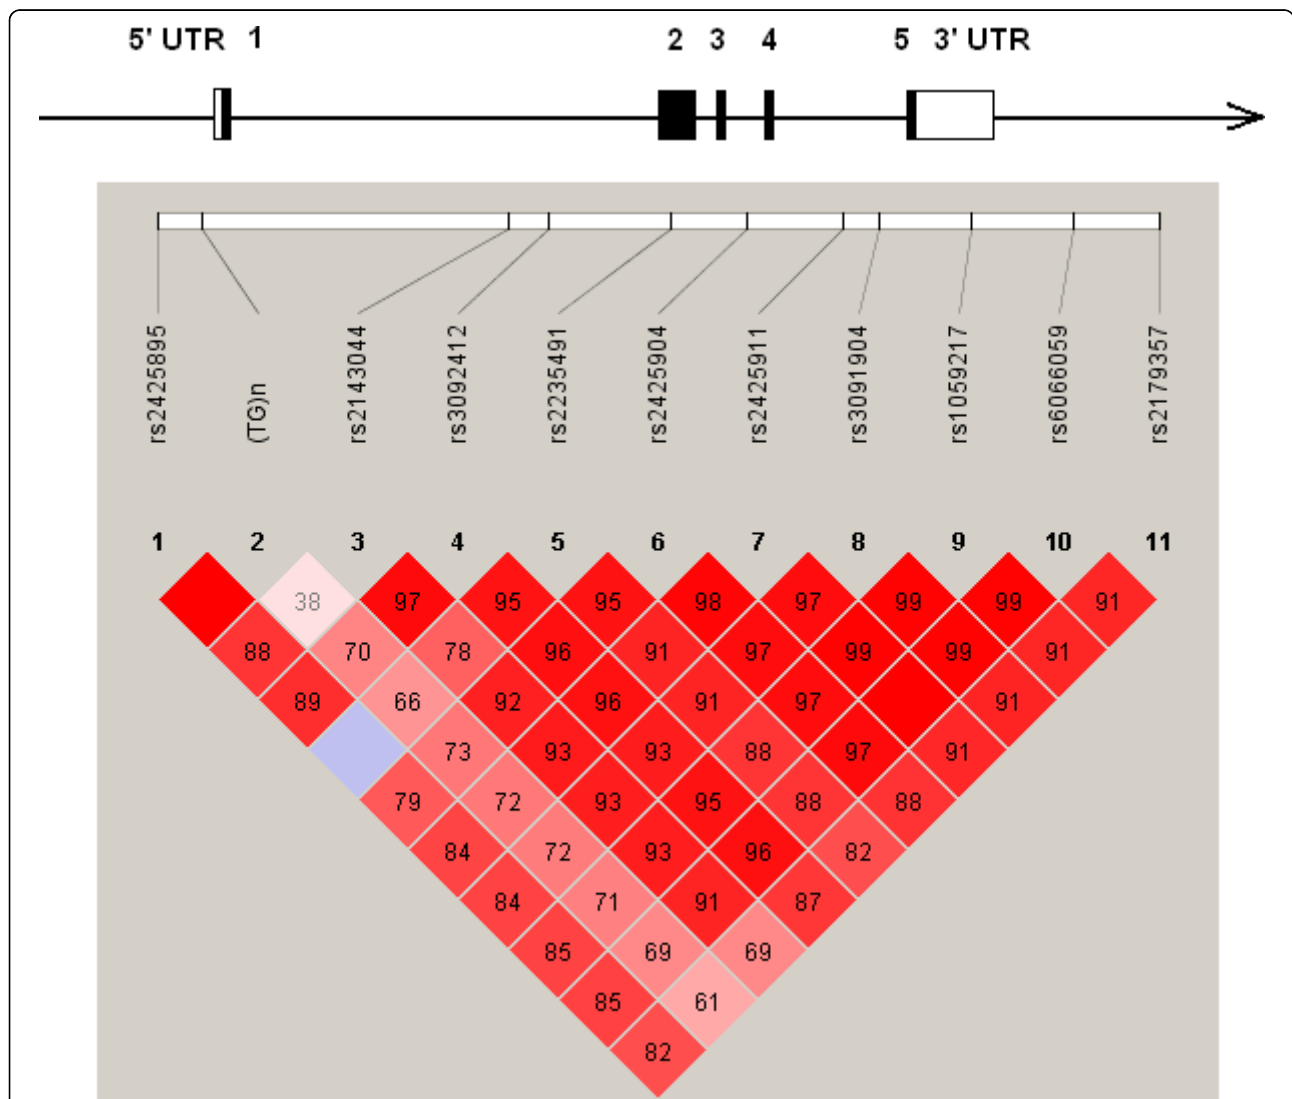 5' UTR 1 2 3 4 5 3' UTR
rs2425895 (TG)n rs2143044 rs3092412 rs2235491 rs2425904 rs2425911 rs3091904 rs1059217 rs6066059 rs2179357
1 2 3 4 5 6 7 8 9 10 11
38 97 95 95 98 97 99 99 91
88 70 78 96 91 97 99 99 91
89 66 92 96 91 97 91
73 93 93 88 97 91
79 72 93 95 88 88
84 72 93 96 82
84 71 91 87
85 69 69
85 61
82